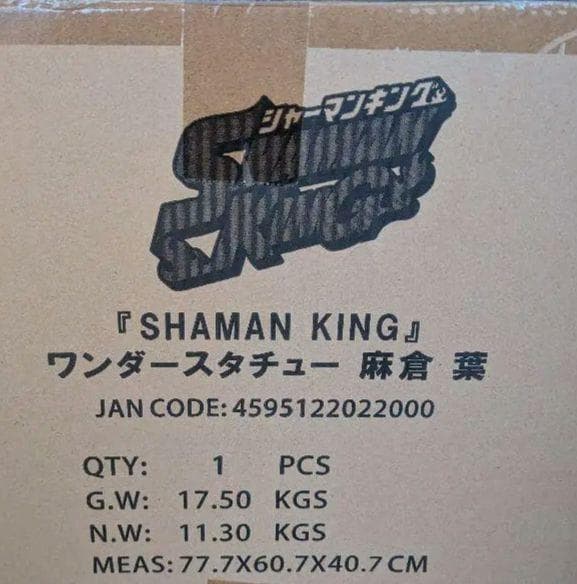 シャーマンキング
SHAMAN
KING
『SHAMAN KING』
ワンダースタチュー 麻倉 葉
JAN CODE: 4595122022000
QTY: 1 PCS
G.W: 17.50 KGS
N.W: 11.30 KGS
MEAS: 77.7X60.7X40.7 CM